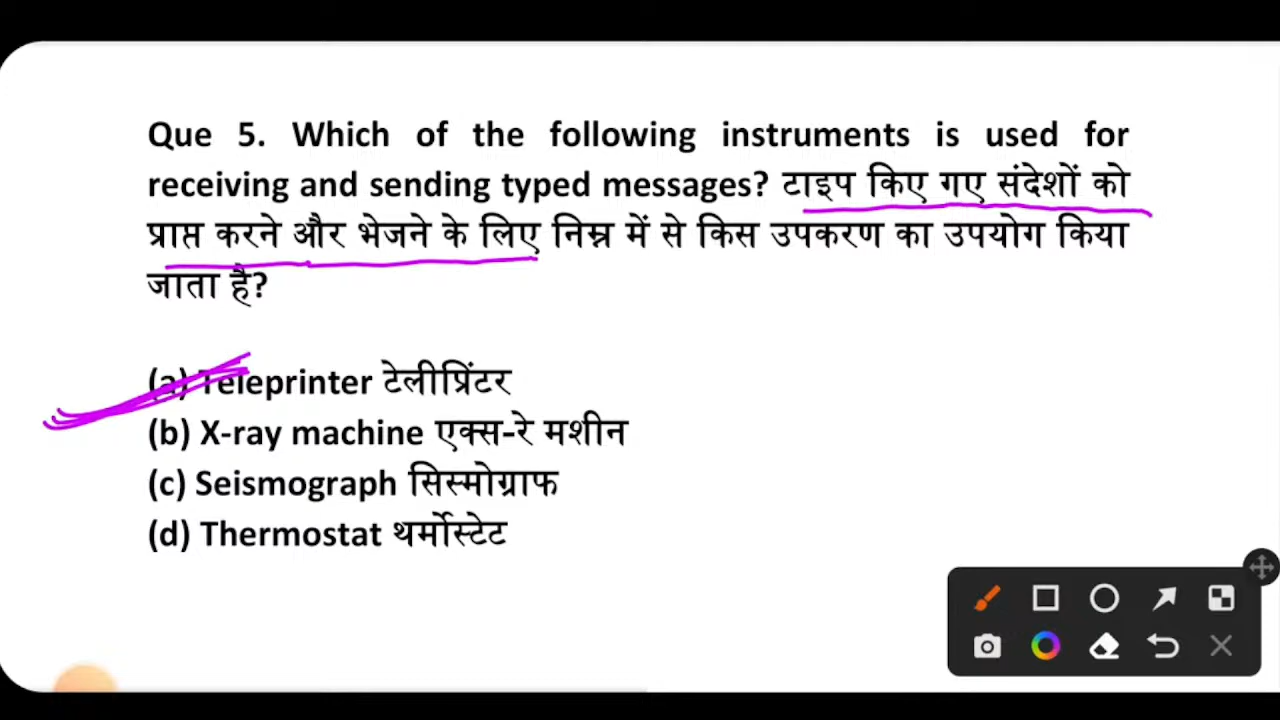 Que 5. Which of the following instruments is used for
receiving and sending typed messages? टाइप किए गए संदेशों को
प्राप्त करने और भेजने के लिए निम्न में से किस उपकरण का उपयोग किया
जाता है?
(a) Teleprinter टेलीप्रिंटर
(b) X-ray machine एक्स-रे मशीन
(c) Seismograph सिस्मोग्राफ
(d) Thermostat थर्मोस्टेट